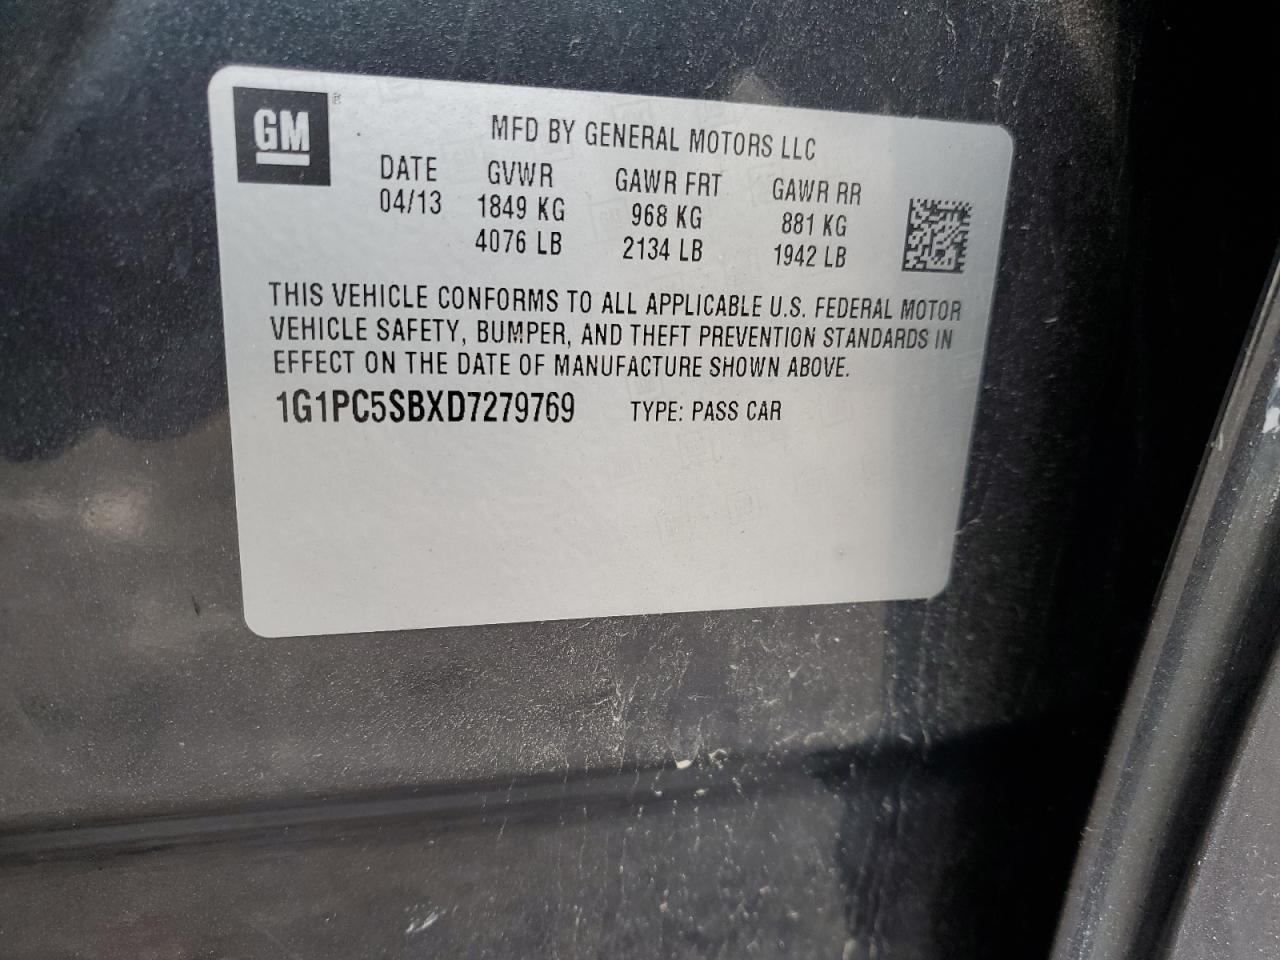 GM ®
MFD BY GENERAL MOTORS LLC
DATE GVWR GAWR FRT GAWR RR
04/13 1849 KG 968 KG 881 KG
4076 LB 2134 LB 1942 LB
THIS VEHICLE CONFORMS TO ALL APPLICABLE U.S. FEDERAL MOTOR
VEHICLE SAFETY, BUMPER, AND THEFT PREVENTION STANDARDS IN
EFFECT ON THE DATE OF MANUFACTURE SHOWN ABOVE.
1G1PC5SBXD7279769 TYPE: PASS CAR